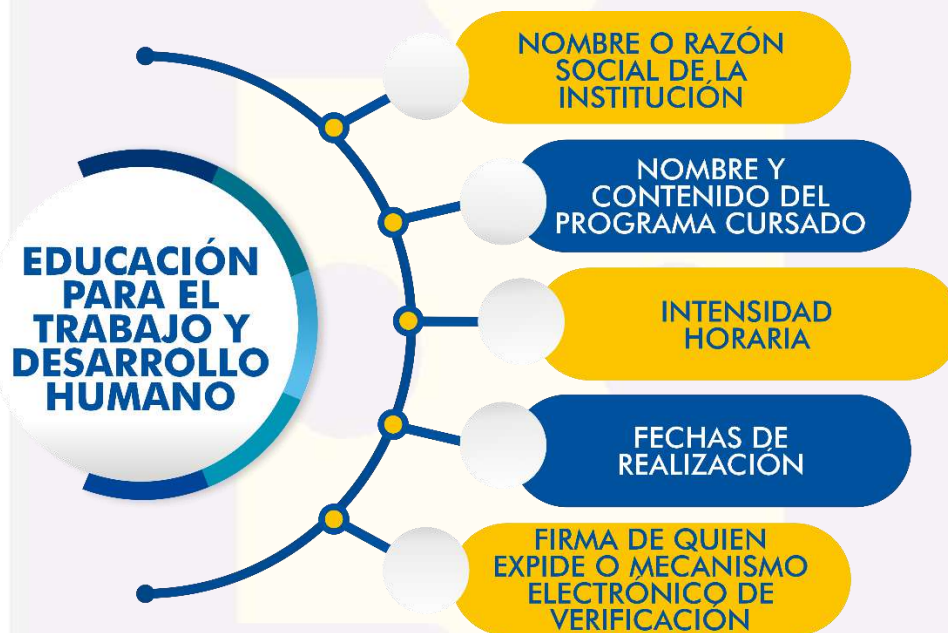 EDUCACIÓN
PARA EL
TRABAJO Y
DESARROLLO
HUMANO
NOMBRE O RAZÓN
SOCIAL DE LA
INSTITUCIÓN
NOMBRE Y
CONTENIDO DEL
PROGRAMA CURSADO
INTENSIDAD
HORARIA
FECHAS DE
REALIZACIÓN
FIRMA DE QUIEN
EXPIDE O MECANISMO
ELECTRÓNICO DE
VERIFICACIÓN